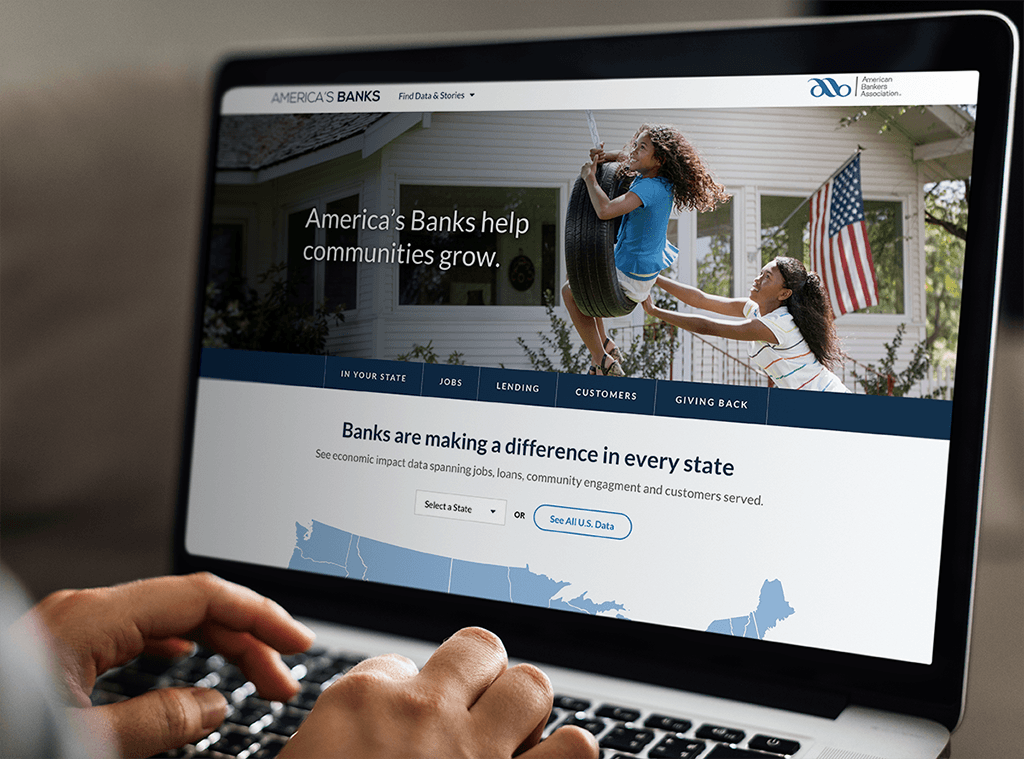 AMERICA'S BANKS
Find Data & Stories
American
Bankers
Association
America's Banks help
communities grow.
IN YOUR STATE
JOBS
LENDING
CUSTOMERS
GIVING BACK
Banks are making a difference in every state
See economic impact data spanning jobs, loans, community engagment and customers served.
Select a State
OR
See All U.S. Data